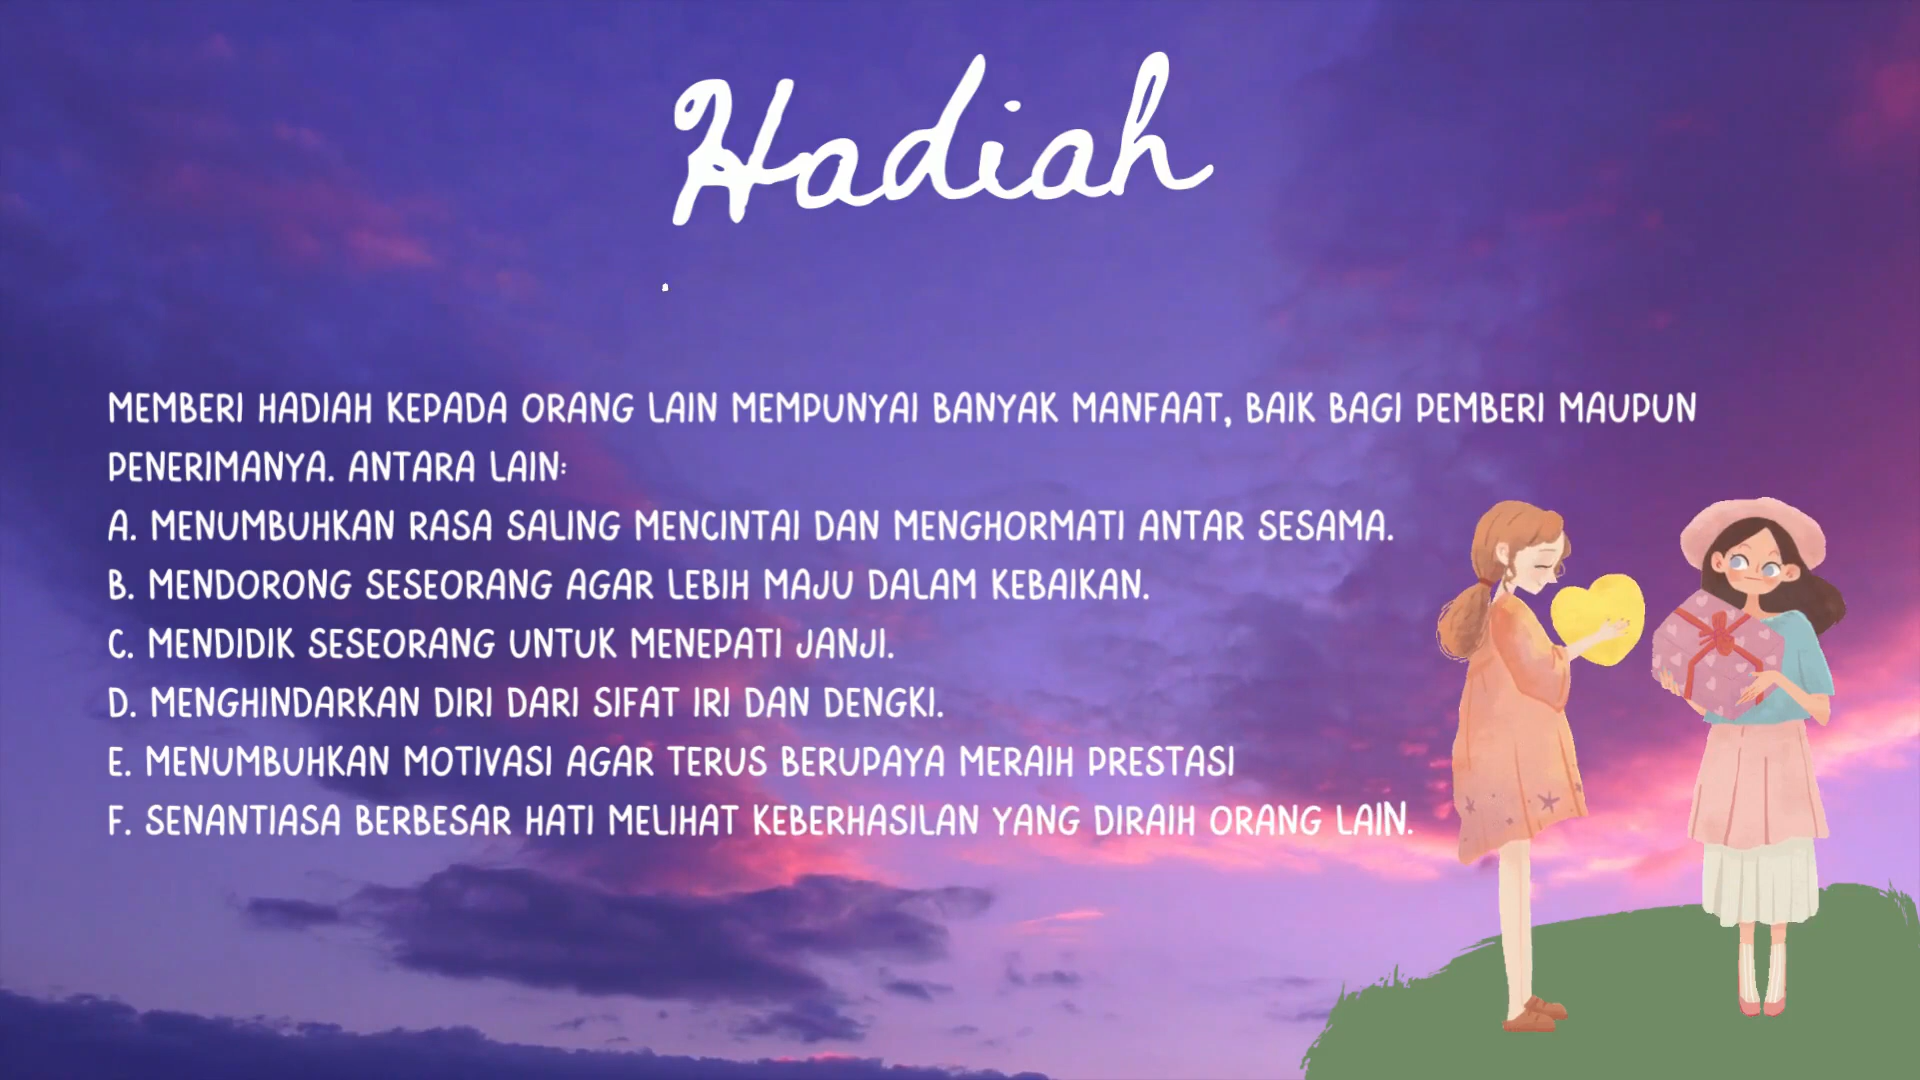 Hadiah
MEMBERI HADIAH KEPADA ORANG LAIN MEMPUNYAI BANYAK MANFAAT, BAIK BAGI PEMBERI MAUPUN
PENERIMANYA. ANTARA LAIN:
A. MENUMBUHKAN RASA SALING MENCINTAI DAN MENGHORMATI ANTAR SESAMA.
B. MENDORONG SESEORANG AGAR LEBIH MAJU DALAM KEBAIKAN.
C. MENDIDIK SESEORANG UNTUK MENEPATI JANJI.
D. MENGHINDARKAN DIRI DARI SIFAT IRI DAN DENGKI.
E. MENUMBUHKAN MOTIVASI AGAR TERUS BERUPAYA MERAIH PRESTASI
F. SENANTIASA BERBESAR HATI MELIHAT KEBERHASILAN YANG DIRAIH ORANG LAIN.